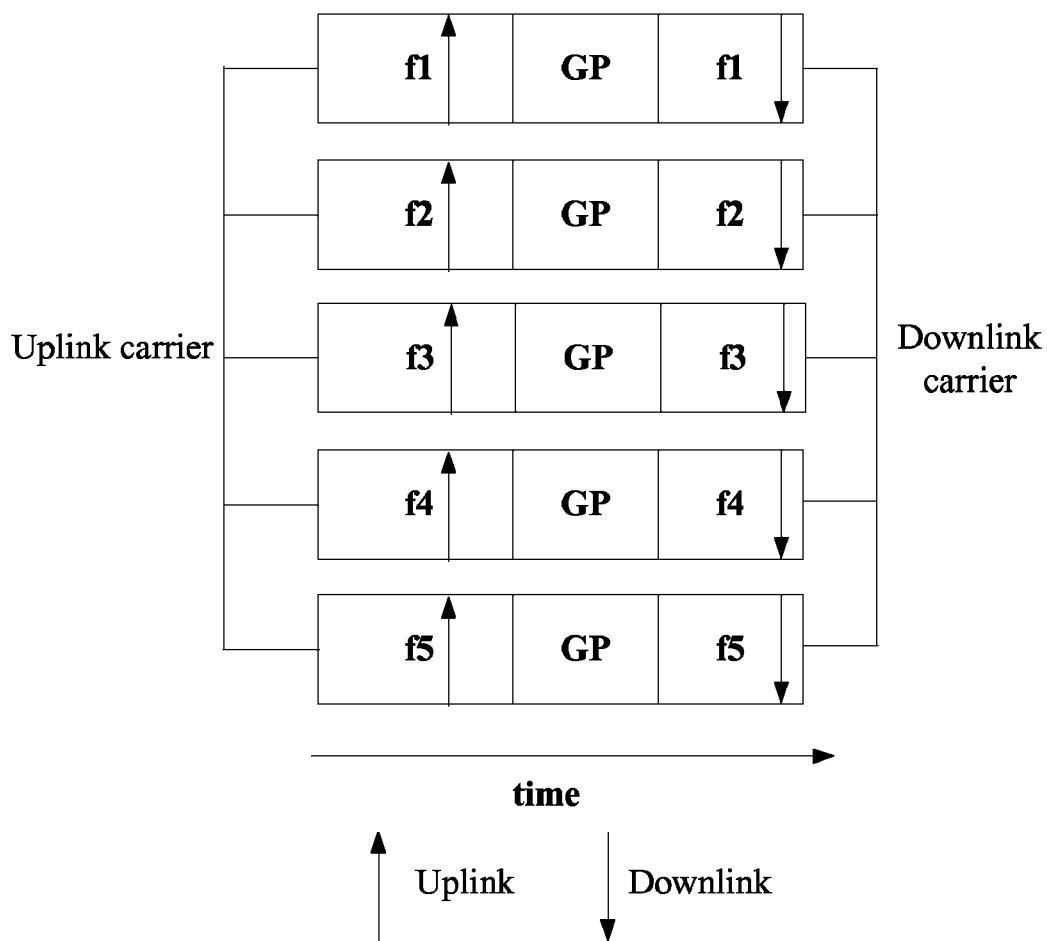 f1 GP f1
f2 GP f2
Uplink carrier
f3 GP f3
Downlink
carrier
f4 GP f4
f5 GP f5
time
Uplink
Downlink